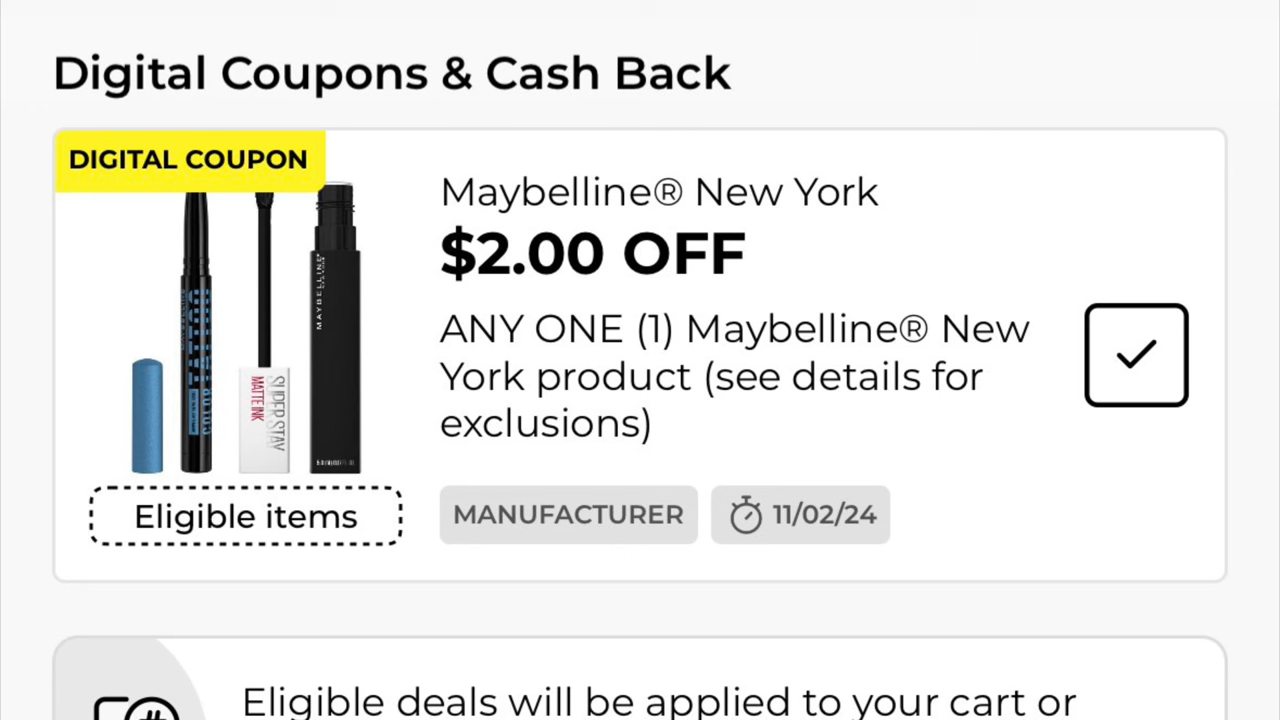 Digital Coupons & Cash Back
DIGITAL COUPON
Maybelline® New York
$2.00 OFF
ANY ONE (1) Maybelline® New
York product (see details for
exclusions)
MAYBELLINE
COLOR TATTOO
SUPER STAY
MATTE INK
Eligible items
MANUFACTURER
11/02/24
#
Eligible deals will be applied to your cart or